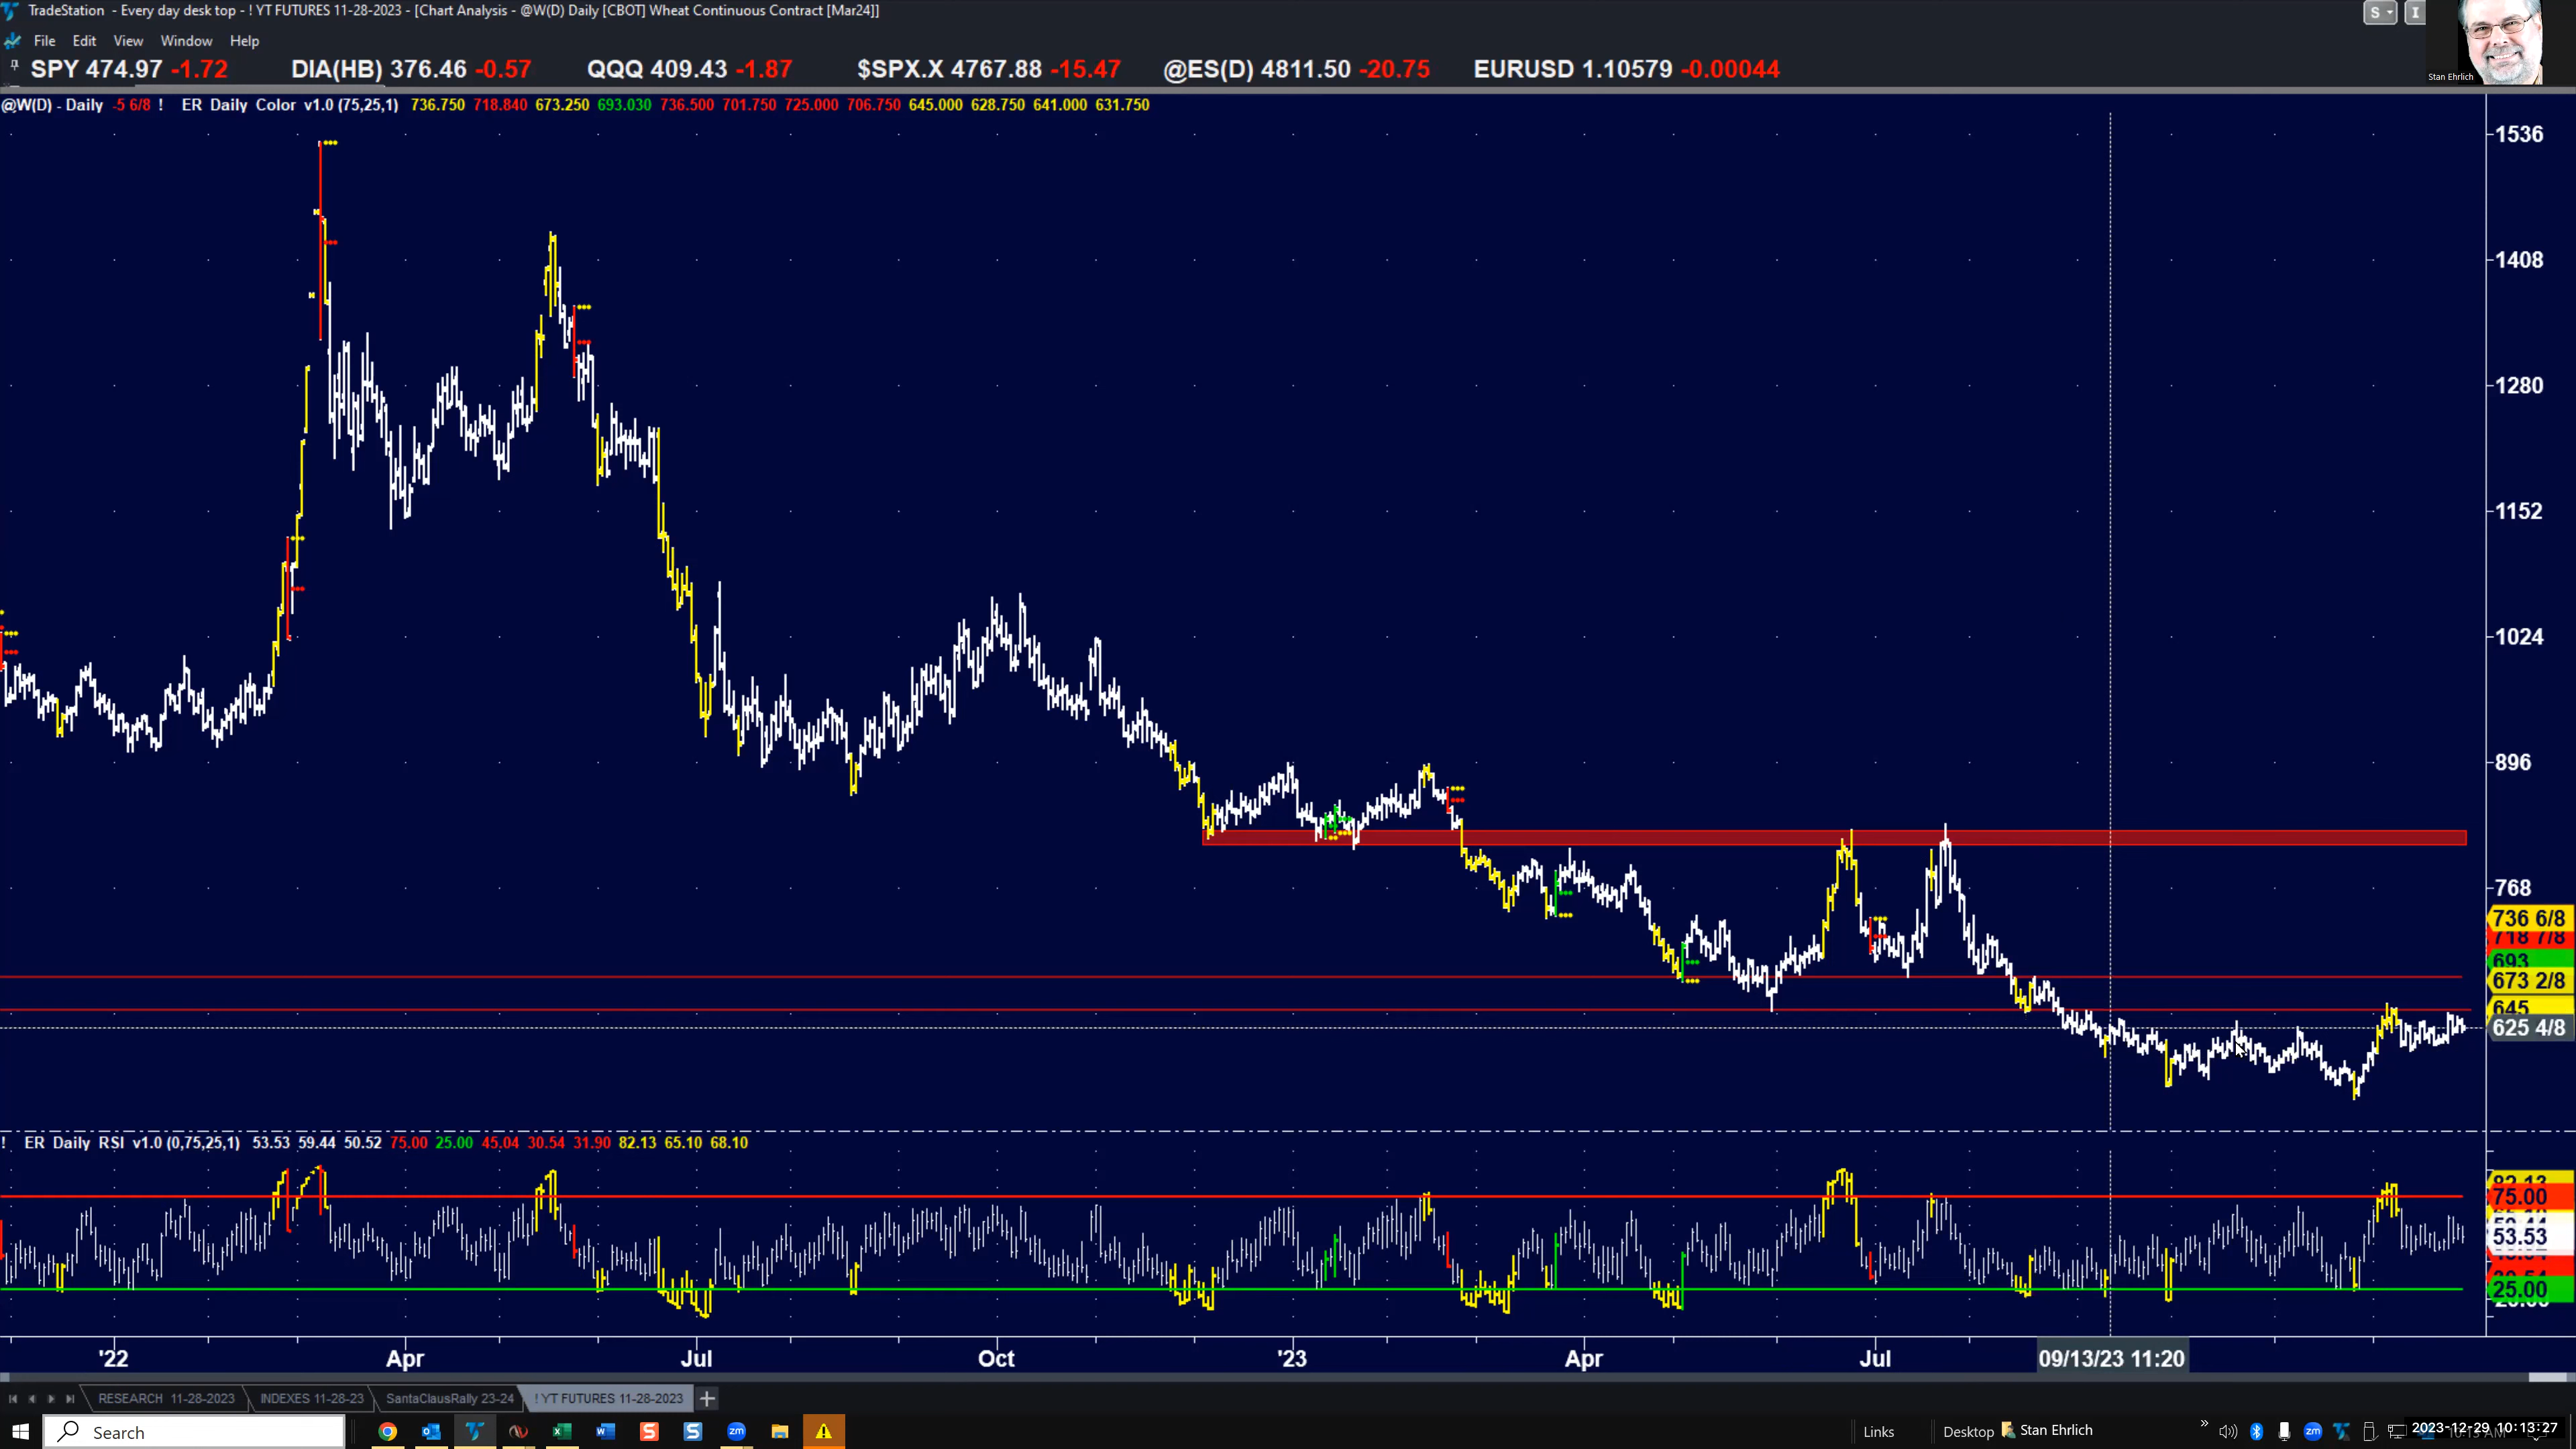 TradeStation - Every day desk top - ! YT FUTURES 11-28-2023 - [Chart Analysis - @W(D) Daily [CBOT] Wheat Continuous Contract [Mar24]]
S I
File Edit View Window Help
SPY 474.97 -1.72 DIA(HB) 376.46 -0.57 QQQ 409.43 -1.87 $SPX.X 4767.88 -15.47 @ES(D) 4811.50 -20.75 EURUSD 1.10579 -0.00044
Stan Ehrlich
@W(D) - Daily -5 6/8 ! ER Daily Color v1.0 (75,25,1) 736.750 718.840 673.250 693.030 736.500 701.750 725.000 706.750 645.000 628.750 641.000 631.750
1536
1408
1280
1152
1024
896
768
736 6/8
718 7/8
693
673 2/8
645
625 4/8
! ER Daily RSI v1.0 (0,75,25,1) 53.53 59.44 50.52 75.00 25.00 45.04 30.54 31.90 82.13 65.10 68.10
82.13
75.00
59.44
53.53
25.00
'22 Apr Jul Oct '23 Apr Jul 09/13/23 11:20
RESEARCH 11-28-2023 INDEXES 11-28-23 SantaClausRally 23-24 ! YT FUTURES 11-28-2023 +
Search
zm
Links Desktop Stan Ehrlich
zm
2023-12-29 10:13:27